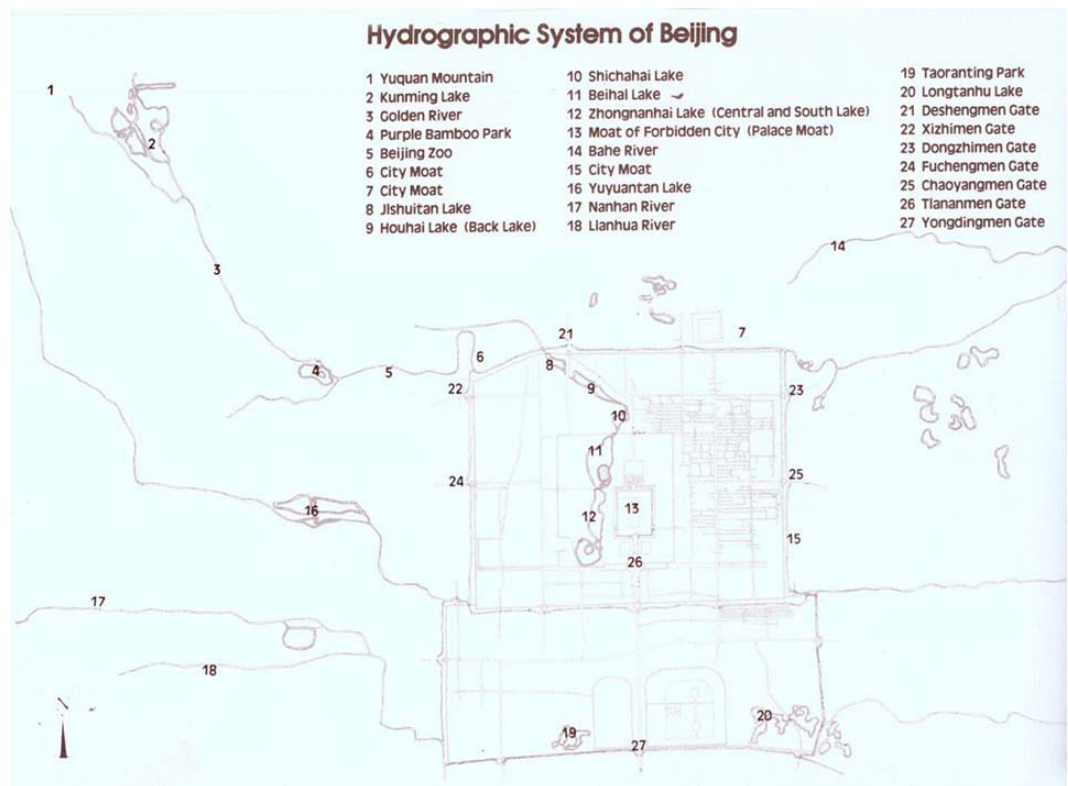 Hydrographic System of Beijing
1 Yuquan Mountain
2 Kunming Lake
3 Golden River
4 Purple Bamboo Park
5 Beijing Zoo
6 City Moat
7 City Moat
8 Jishuitan Lake
9 Houhai Lake (Back Lake)
10 Shichahai Lake
11 Beihai Lake
12 Zhongnanhai Lake (Central and South Lake)
13 Moat of Forbidden City (Palace Moat)
14 Bahe River
15 City Moat
16 Yuyuantan Lake
17 Nanhan River
18 Lianhua River
19 Taoranting Park
20 Longtanhu Lake
21 Deshengmen Gate
22 Xizhimen Gate
23 Dongzhimen Gate
24 Fuchengmen Gate
25 Chaoyangmen Gate
26 Tiananmen Gate
27 Yongdingmen Gate
1
2
14
3
21
7
6
8
4
5
22
9
23
10
11
24
25
16
12
13
15
26
17
18
20
19
27